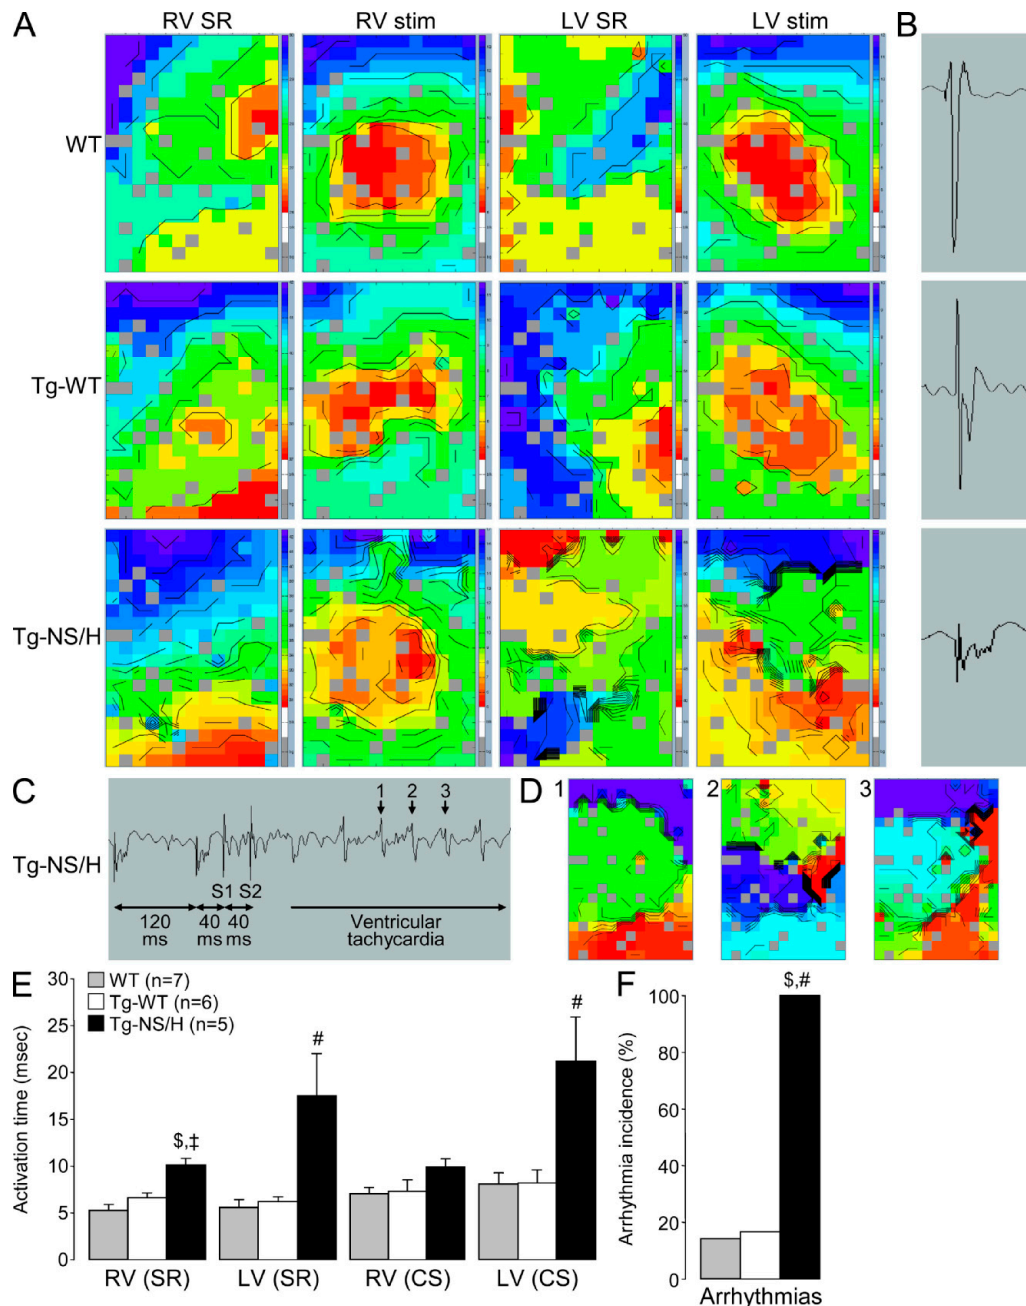 A
RV SR
RV stim
LV SR
LV stim
B
WT
Tg-WT
Tg-NS/H
C
Tg-NS/H
1
2
3
S1
S2
120
ms
40
ms
40
ms
Ventricular
tachycardia
D
1
2
3
E
30
25
20
15
10
5
0
Activation time (msec)
WT (n=7)
Tg-WT (n=6)
Tg-NS/H (n=5)
$,‡
#
#
RV (SR)
LV (SR)
RV (CS)
LV (CS)
F
100
80
60
40
20
0
Arrhythmia incidence (%)
$,#
Arrhythmias